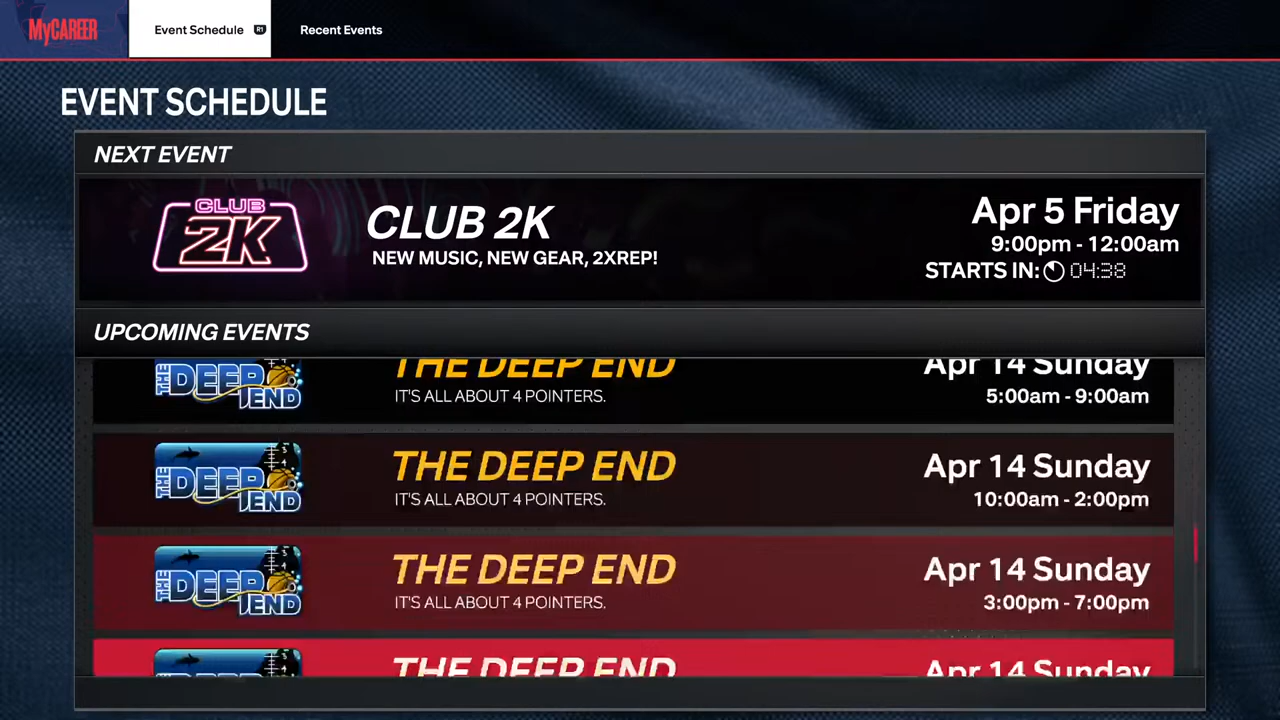 MyCAREER
Event Schedule R1
Recent Events
EVENT SCHEDULE
NEXT EVENT
CLUB
2K
CLUB 2K
NEW MUSIC, NEW GEAR, 2XREP!
Apr 5 Friday
9:00pm - 12:00am
STARTS IN: 04:38
UPCOMING EVENTS
THE DEEP END
THE DEEP END
IT'S ALL ABOUT 4 POINTERS.
Apr 14 Sunday
5:00am - 9:00am
THE DEEP END
THE DEEP END
IT'S ALL ABOUT 4 POINTERS.
Apr 14 Sunday
10:00am - 2:00pm
THE DEEP END
THE DEEP END
IT'S ALL ABOUT 4 POINTERS.
Apr 14 Sunday
3:00pm - 7:00pm
THE DEEP END
Apr 14 Sunday